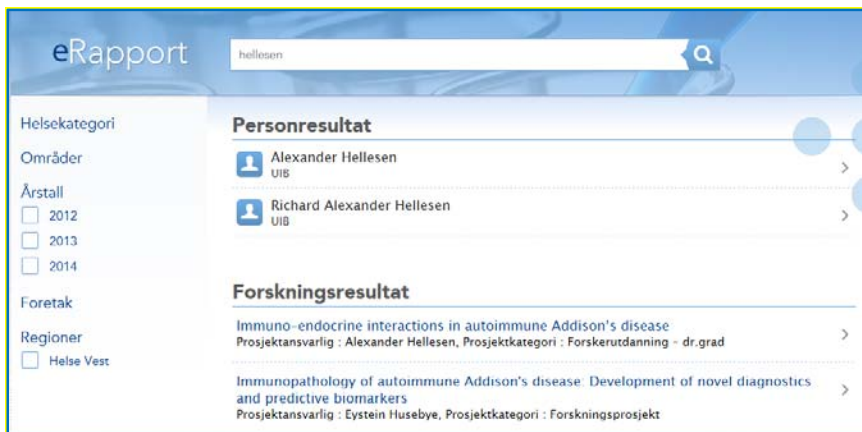 eRapport
hellesen
Helsekategori
Områder
Årstall
2012
2013
2014
Foretak
Regioner
Helse Vest
Personresultat
Alexander Hellesen
UIB
Richard Alexander Hellesen
UIB
Forskningsresultat
Immuno-endocrine interactions in autoimmune Addison's disease
Prosjektansvarlig : Alexander Hellesen, Prosjektkategori : Forskerutdanning - dr.grad
Immunopathology of autoimmune Addison's disease: Development of novel diagnostics
and predictive biomarkers
Prosjektansvarlig : Eystein Husebye, Prosjektkategori : Forskningsprosjekt